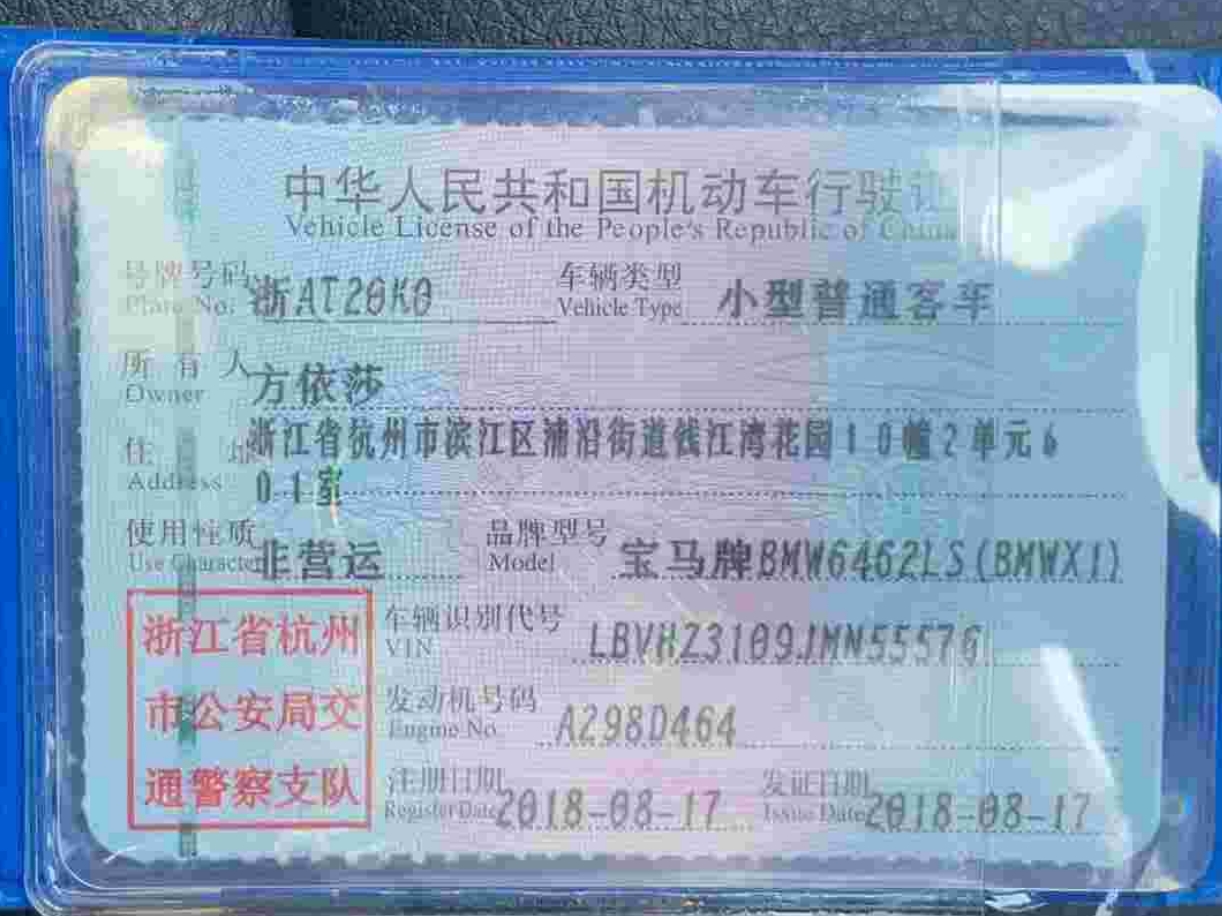 中华人民共和国机动车行驶证
Vehicle License of the People's Republic of China
号牌号码 浙AT20K0 车辆类型 小型普通客车
Plate No. Vehicle Type
所有人 方依莎
Owner
住址 浙江省杭州市滨江区浦沿街道钱江湾花园10幢2单元6
Address 01室
使用性质 非营运 品牌型号 宝马牌BMW6462LS(BMWX1)
Use Character Model
浙江省杭州
市公安局交
通警察支队
车辆识别代号 LBVHZ3109JMN55570
VIN
发动机号码 A298D464
Engine No.
注册日期 2018-08-17 发证日期 2018-08-17
Register Date Issue Date